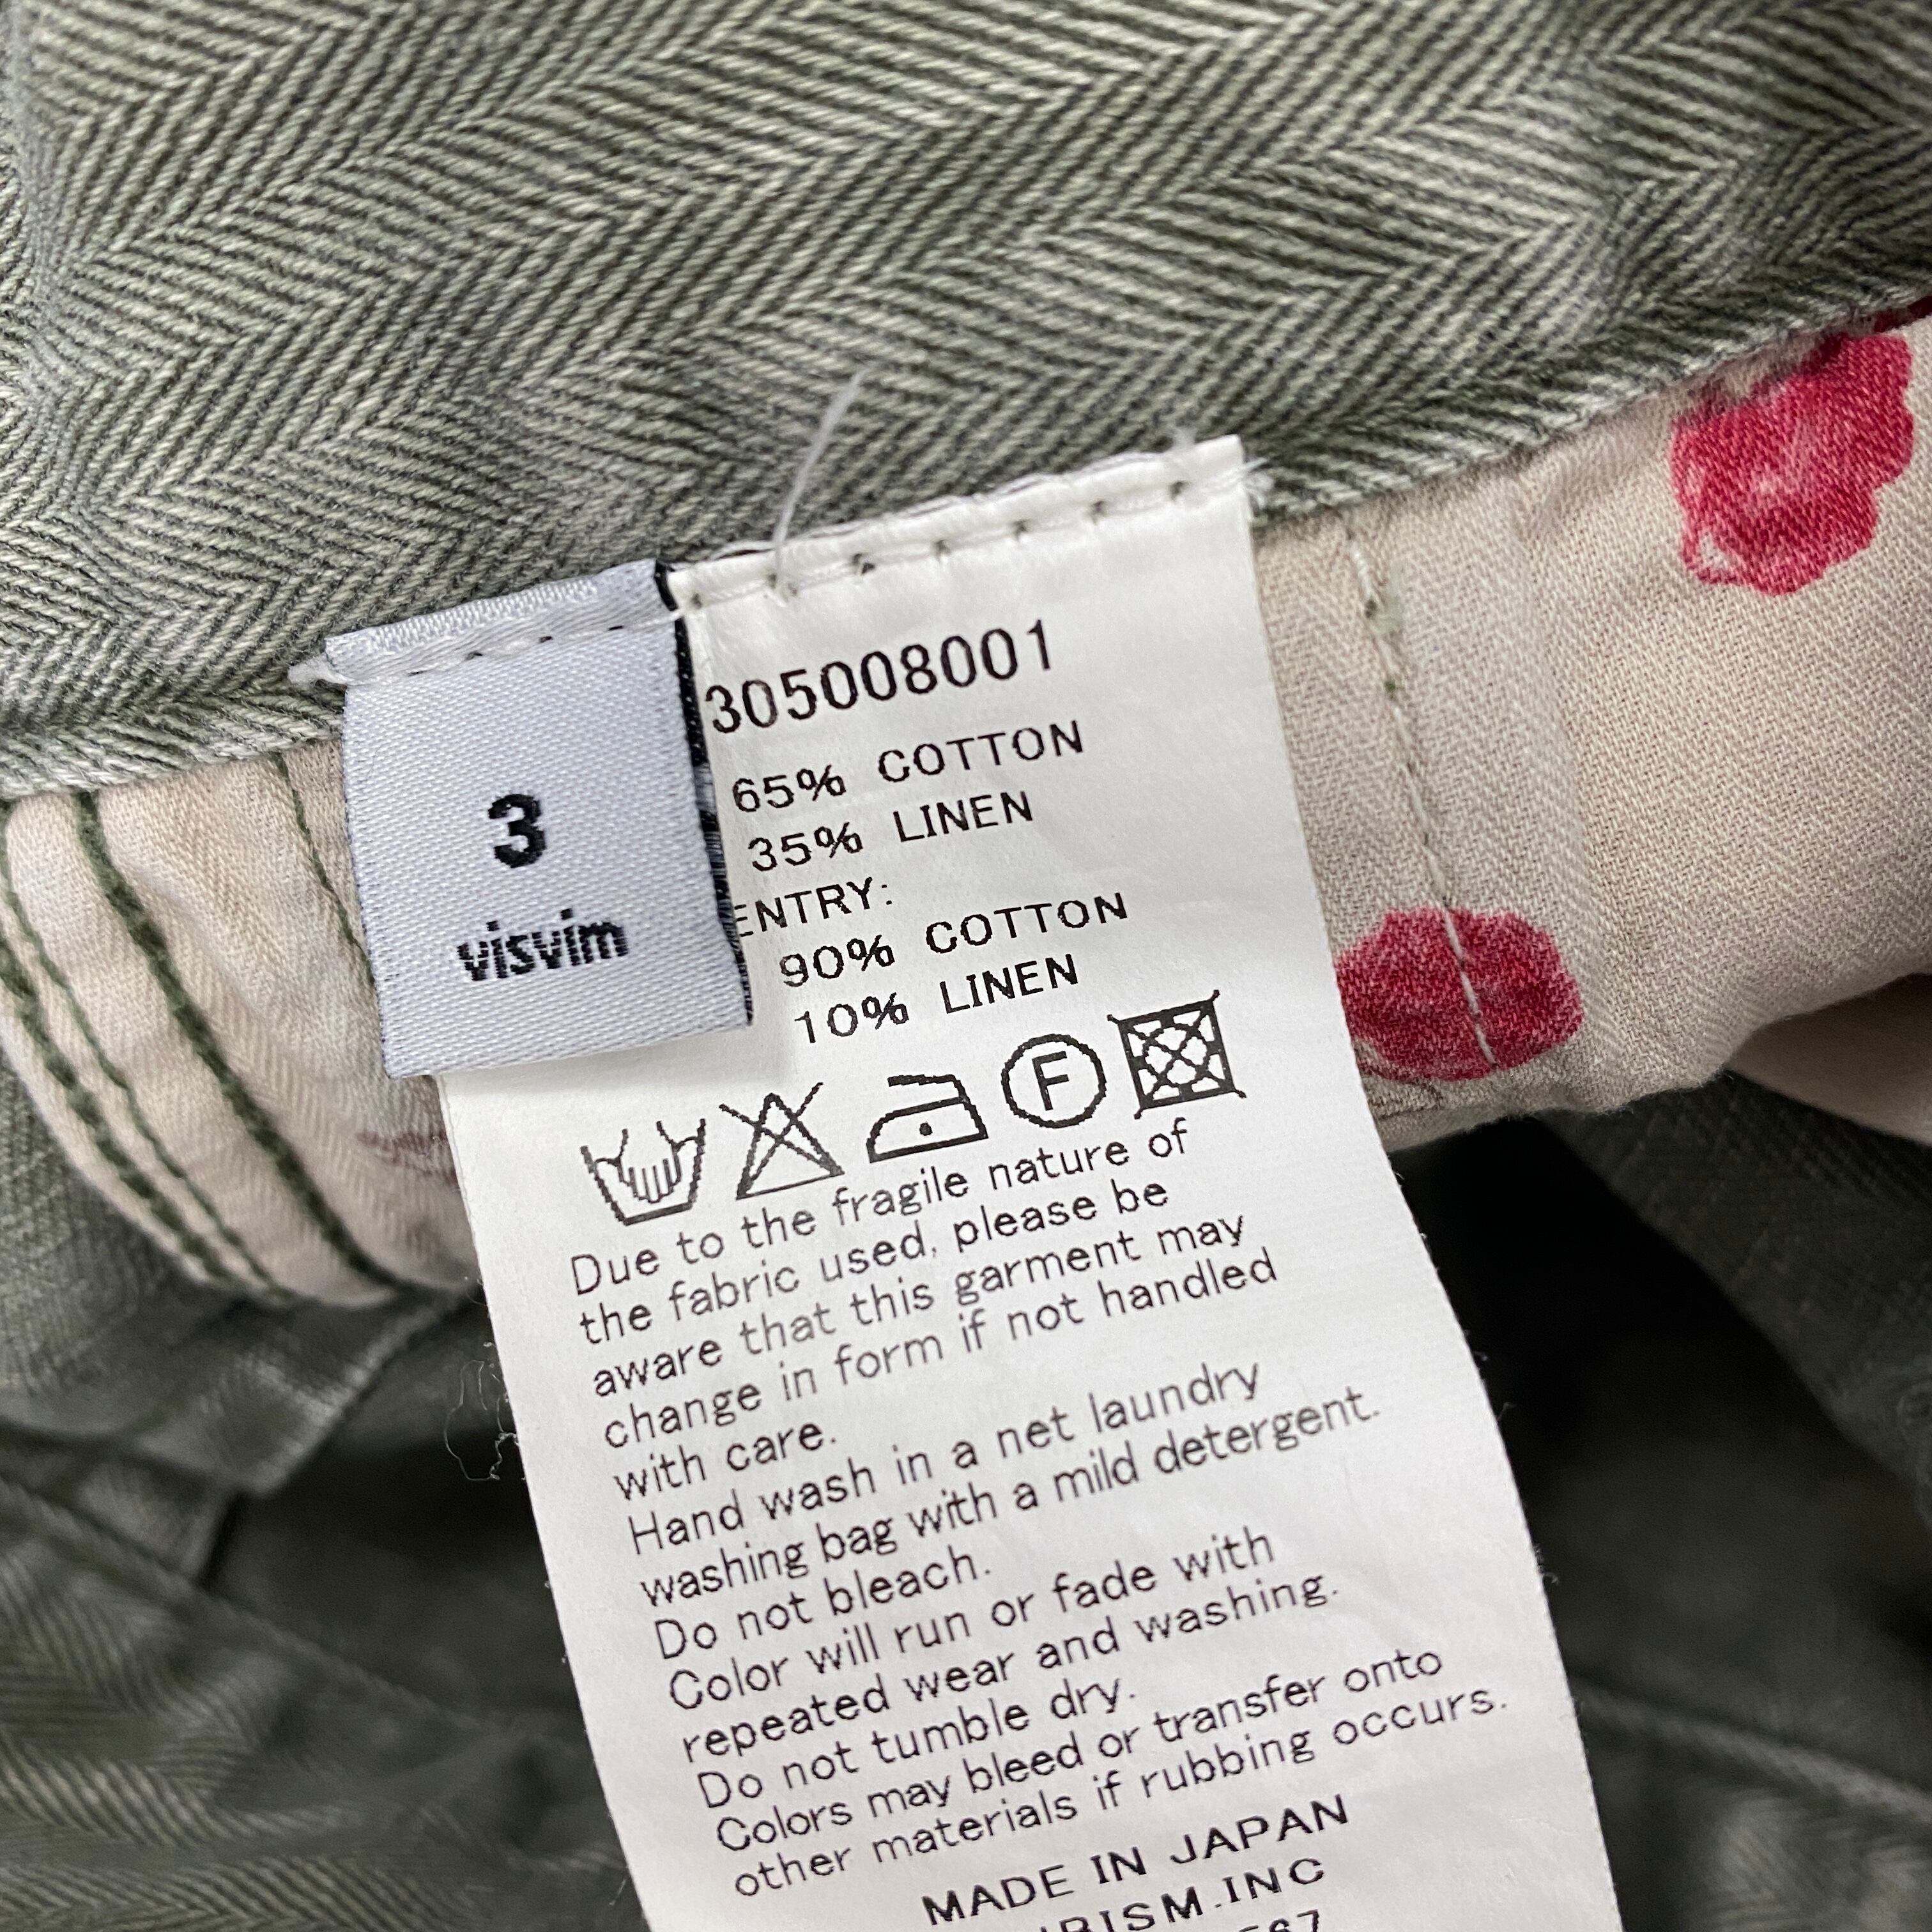 3
visvim
305008001
65% COTTON
35% LINEN
90% COTTON
10% LINEN
F
Due to the fragile nature of
the fabric used, please be
aware that this garment may
change in form if not handled
with care.
Hand wash in a net laundry
washing bag with a mild detergent.
Do not bleach.
Color will run or fade with
repeated wear and washing.
Do not tumble dry.
Colors may bleed or transfer onto
other materials if rubbing occurs.
MADE IN JAPAN